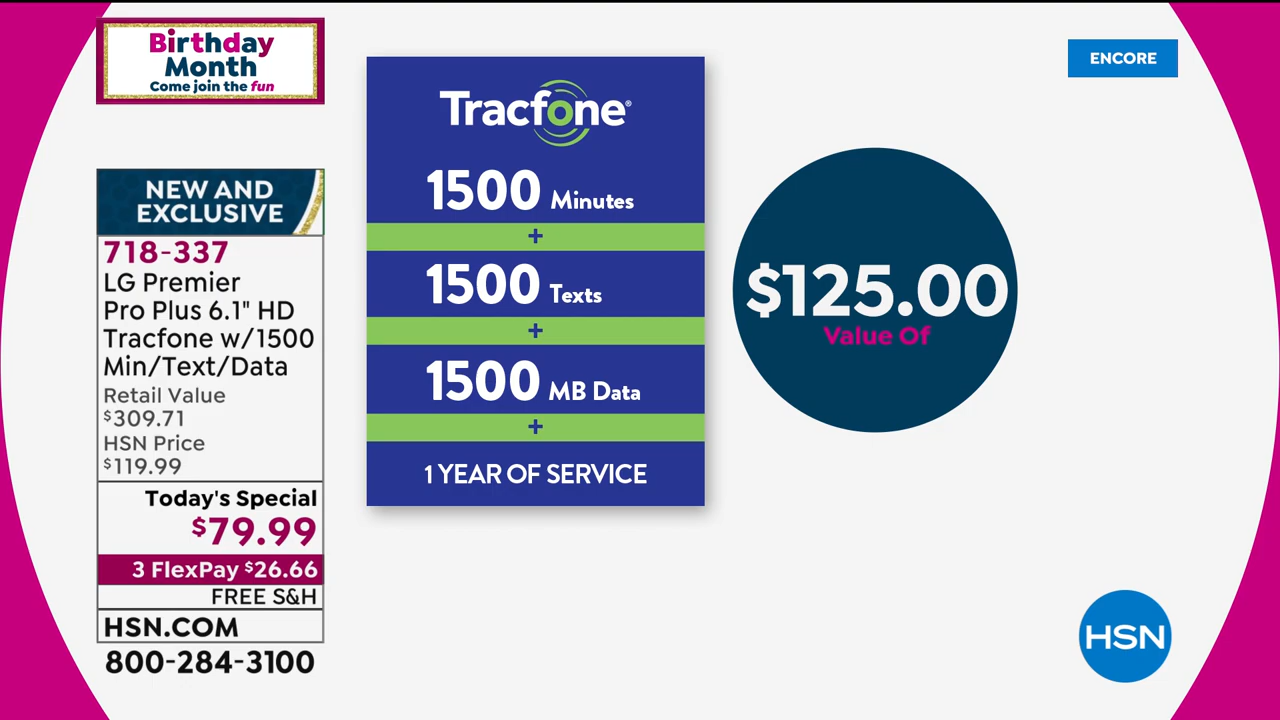 Birthday
Month
Come join the fun
ENCORE
Tracfone®
1500 Minutes
+
1500 Texts
+
1500 MB Data
+
1 YEAR OF SERVICE
$125.00
Value Of
NEW AND
EXCLUSIVE
718-337
LG Premier
Pro Plus 6.1" HD
Tracfone w/1500
Min/Text/Data
Retail Value
$309.71
HSN Price
$119.99
Today's Special
$79.99
3 FlexPay $26.66
FREE S&H
HSN.COM
800-284-3100
HSN